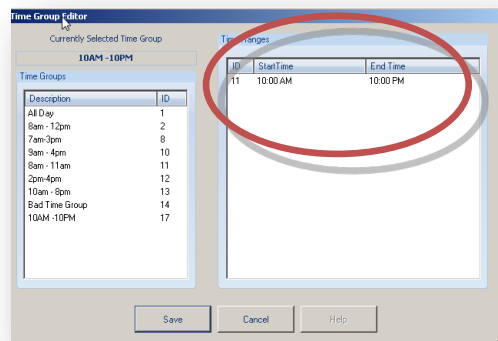 Time Group Editor
Currently Selected Time Group
10AM -10PM
Time Groups
Description ID
All Day 1
8am - 12pm 2
7am-3pm 8
9am - 4pm 10
8am - 11am 11
2pm-4pm 12
10am - 8pm 13
Bad Time Group 14
10AM -10PM 17
Time Ranges
ID StartTime End Time
11 10:00 AM 10:00 PM
Save Cancel Help